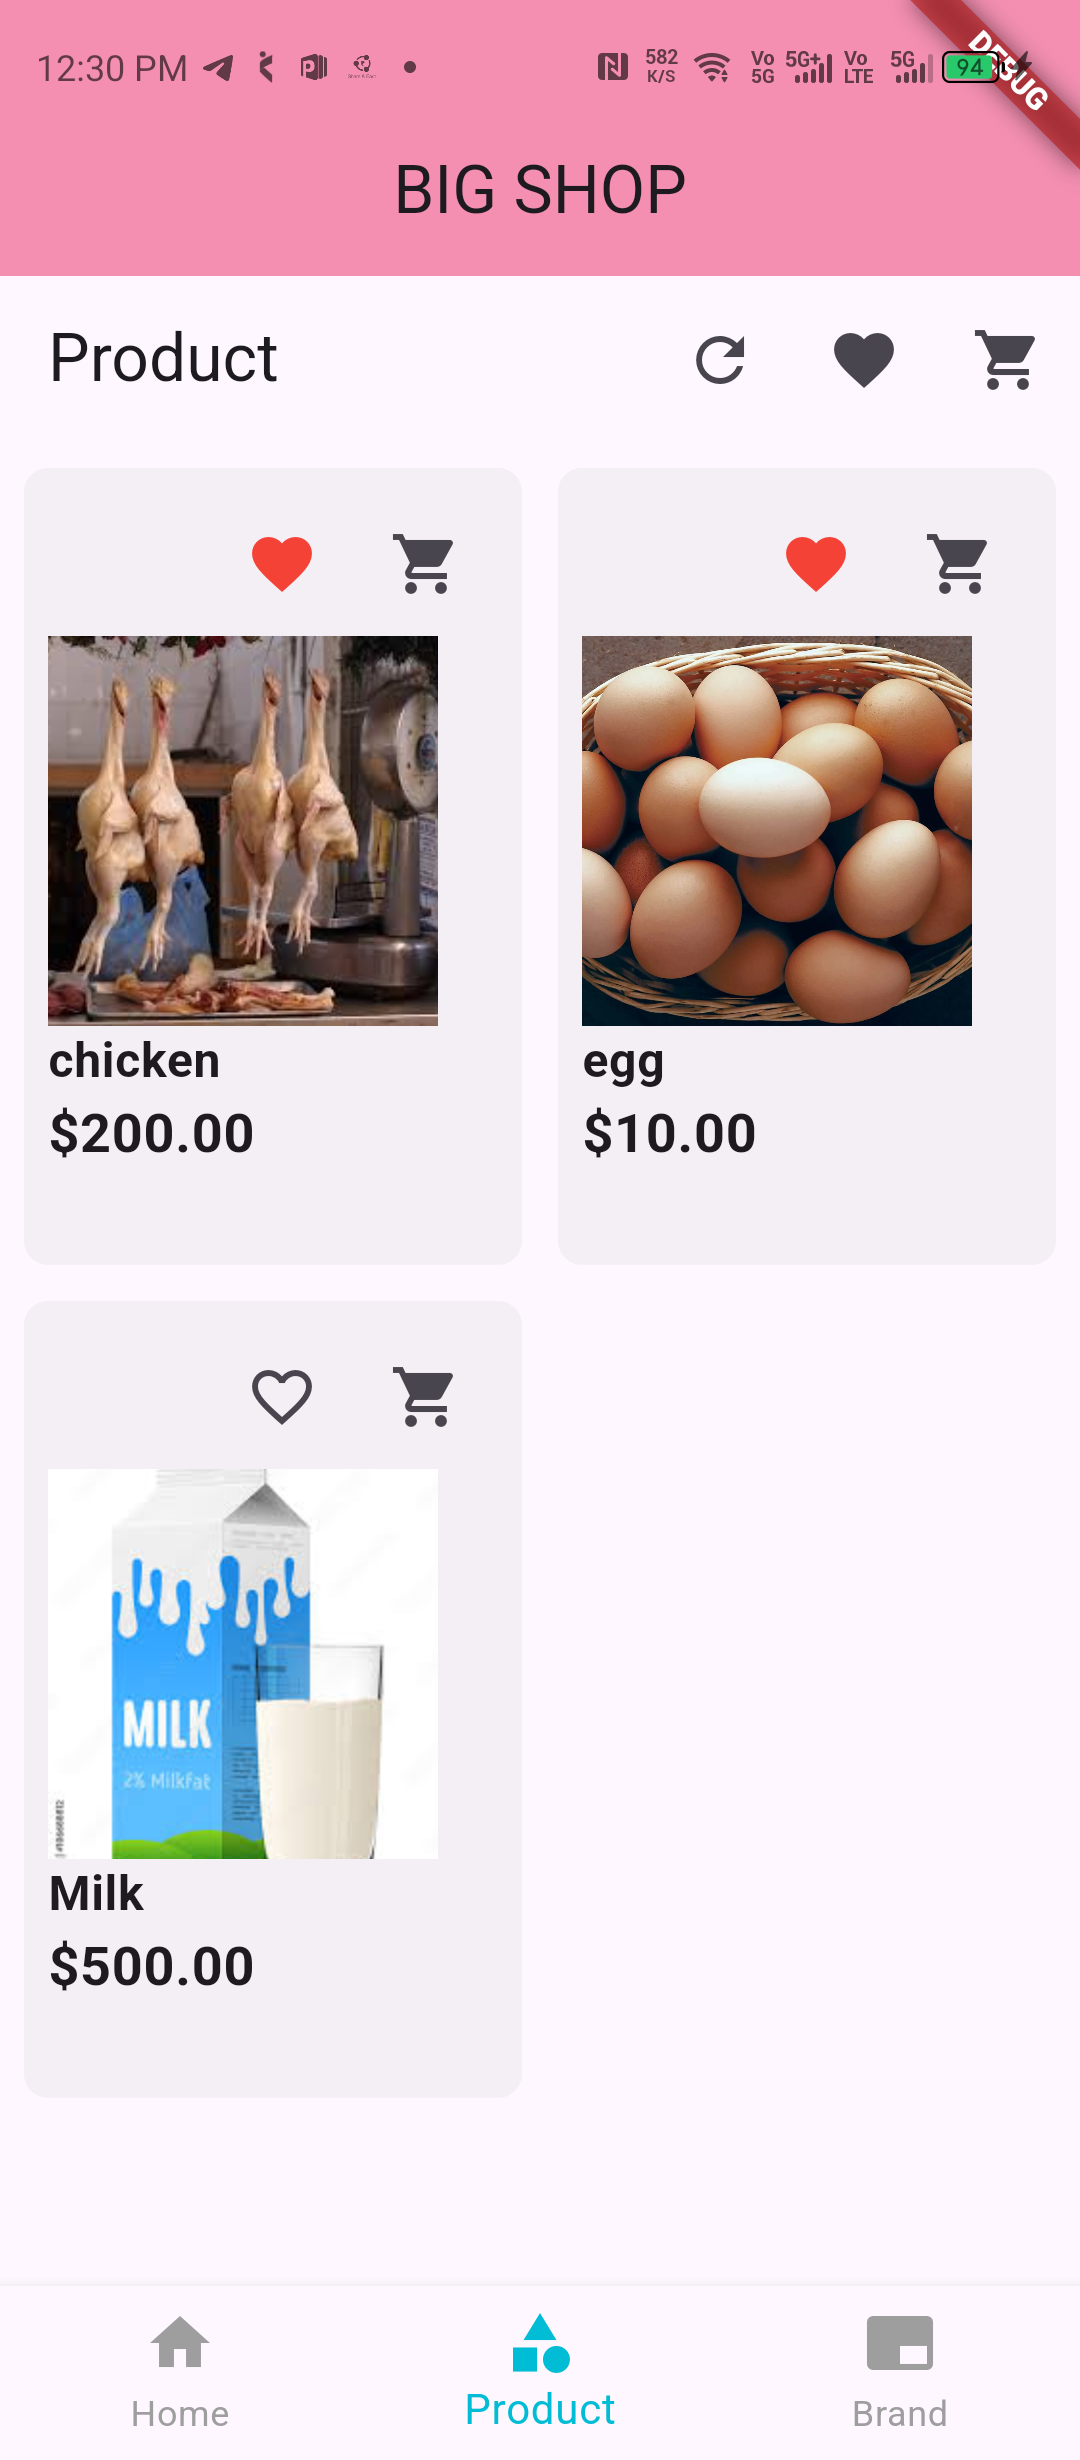 12:30 PM
582 K/S Vo 5G 5G+ Vo LTE 5G 94
DEBUG
BIG SHOP
Product
chicken
$200.00
egg
$10.00
MILK
2% Milkfat
Milk
$500.00
Home
Product
Brand